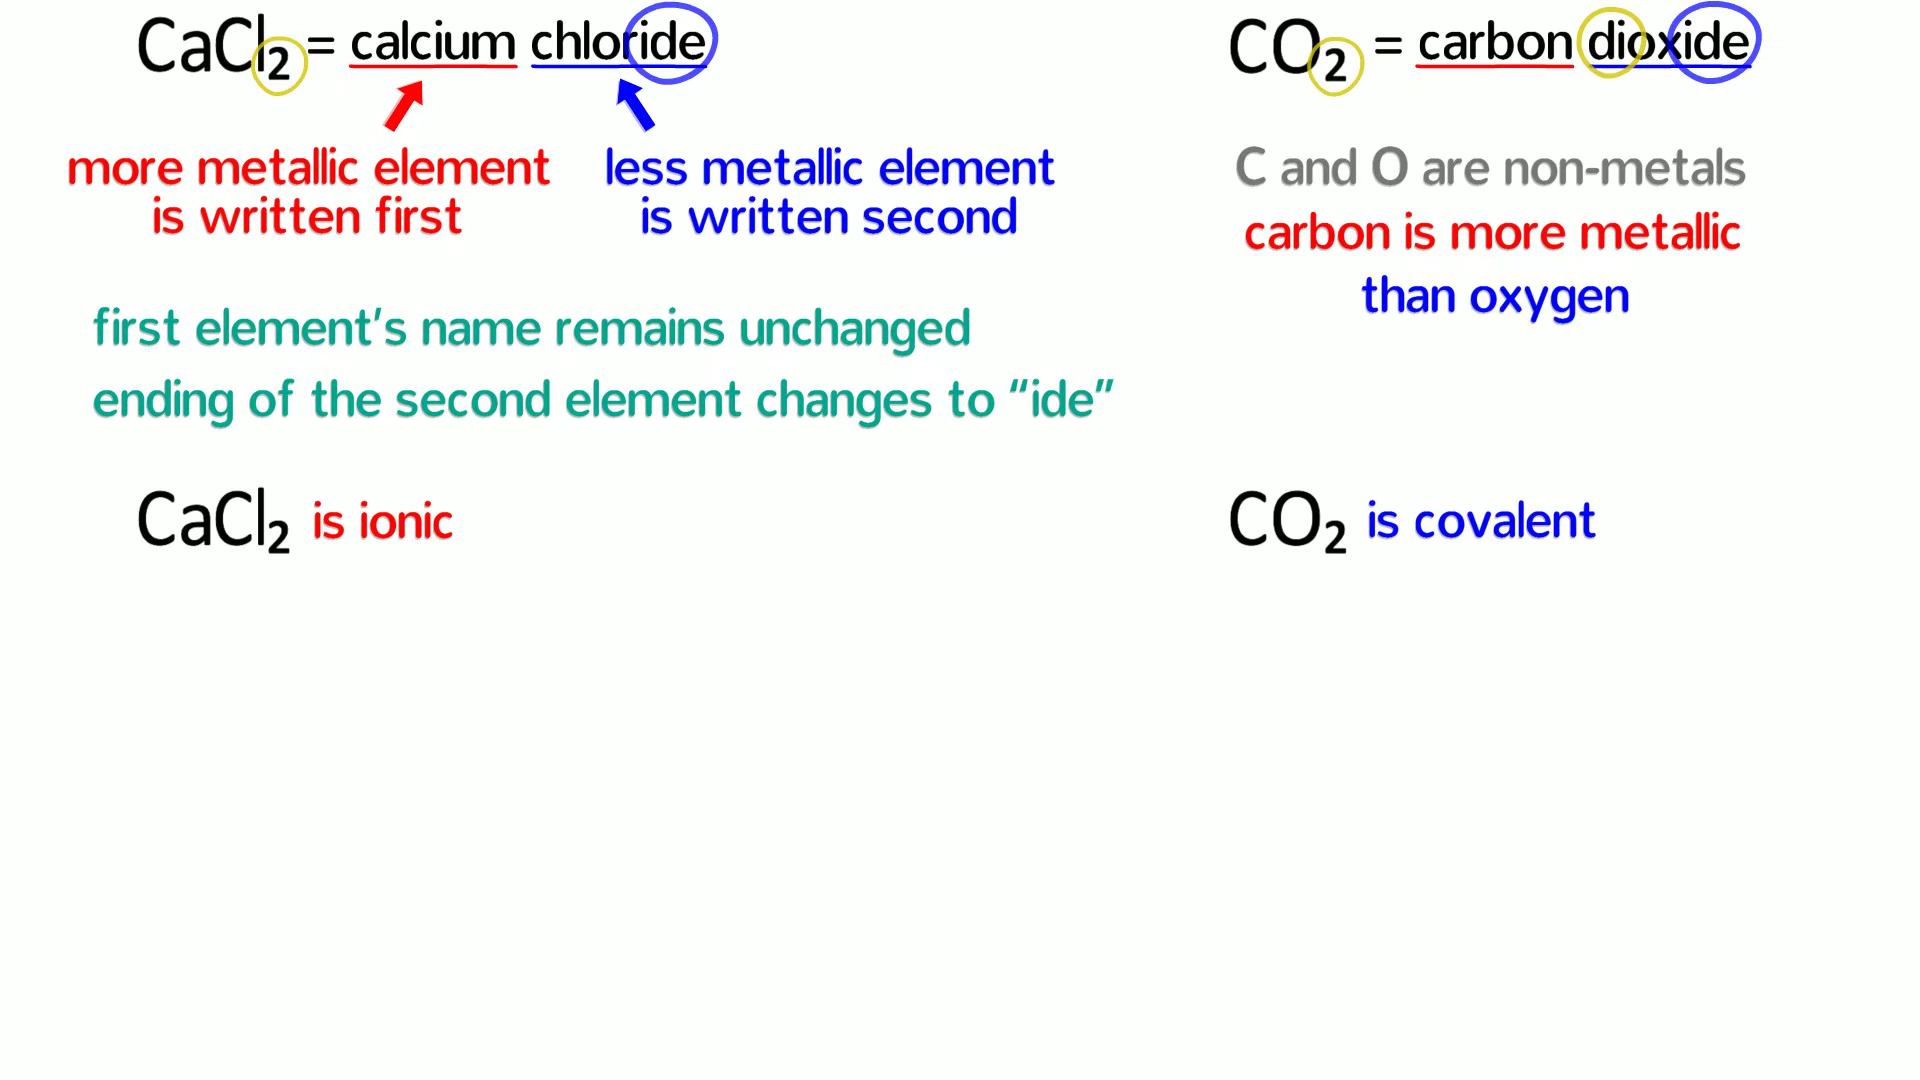 CaCl₂ = calcium chloride
more metallic element
is written first
less metallic element
is written second
first element’s name remains unchanged
ending of the second element changes to “ide”
CaCl₂ is ionic
CO₂ = carbon dioxide
C and O are non-metals
carbon is more metallic
than oxygen
CO₂ is covalent